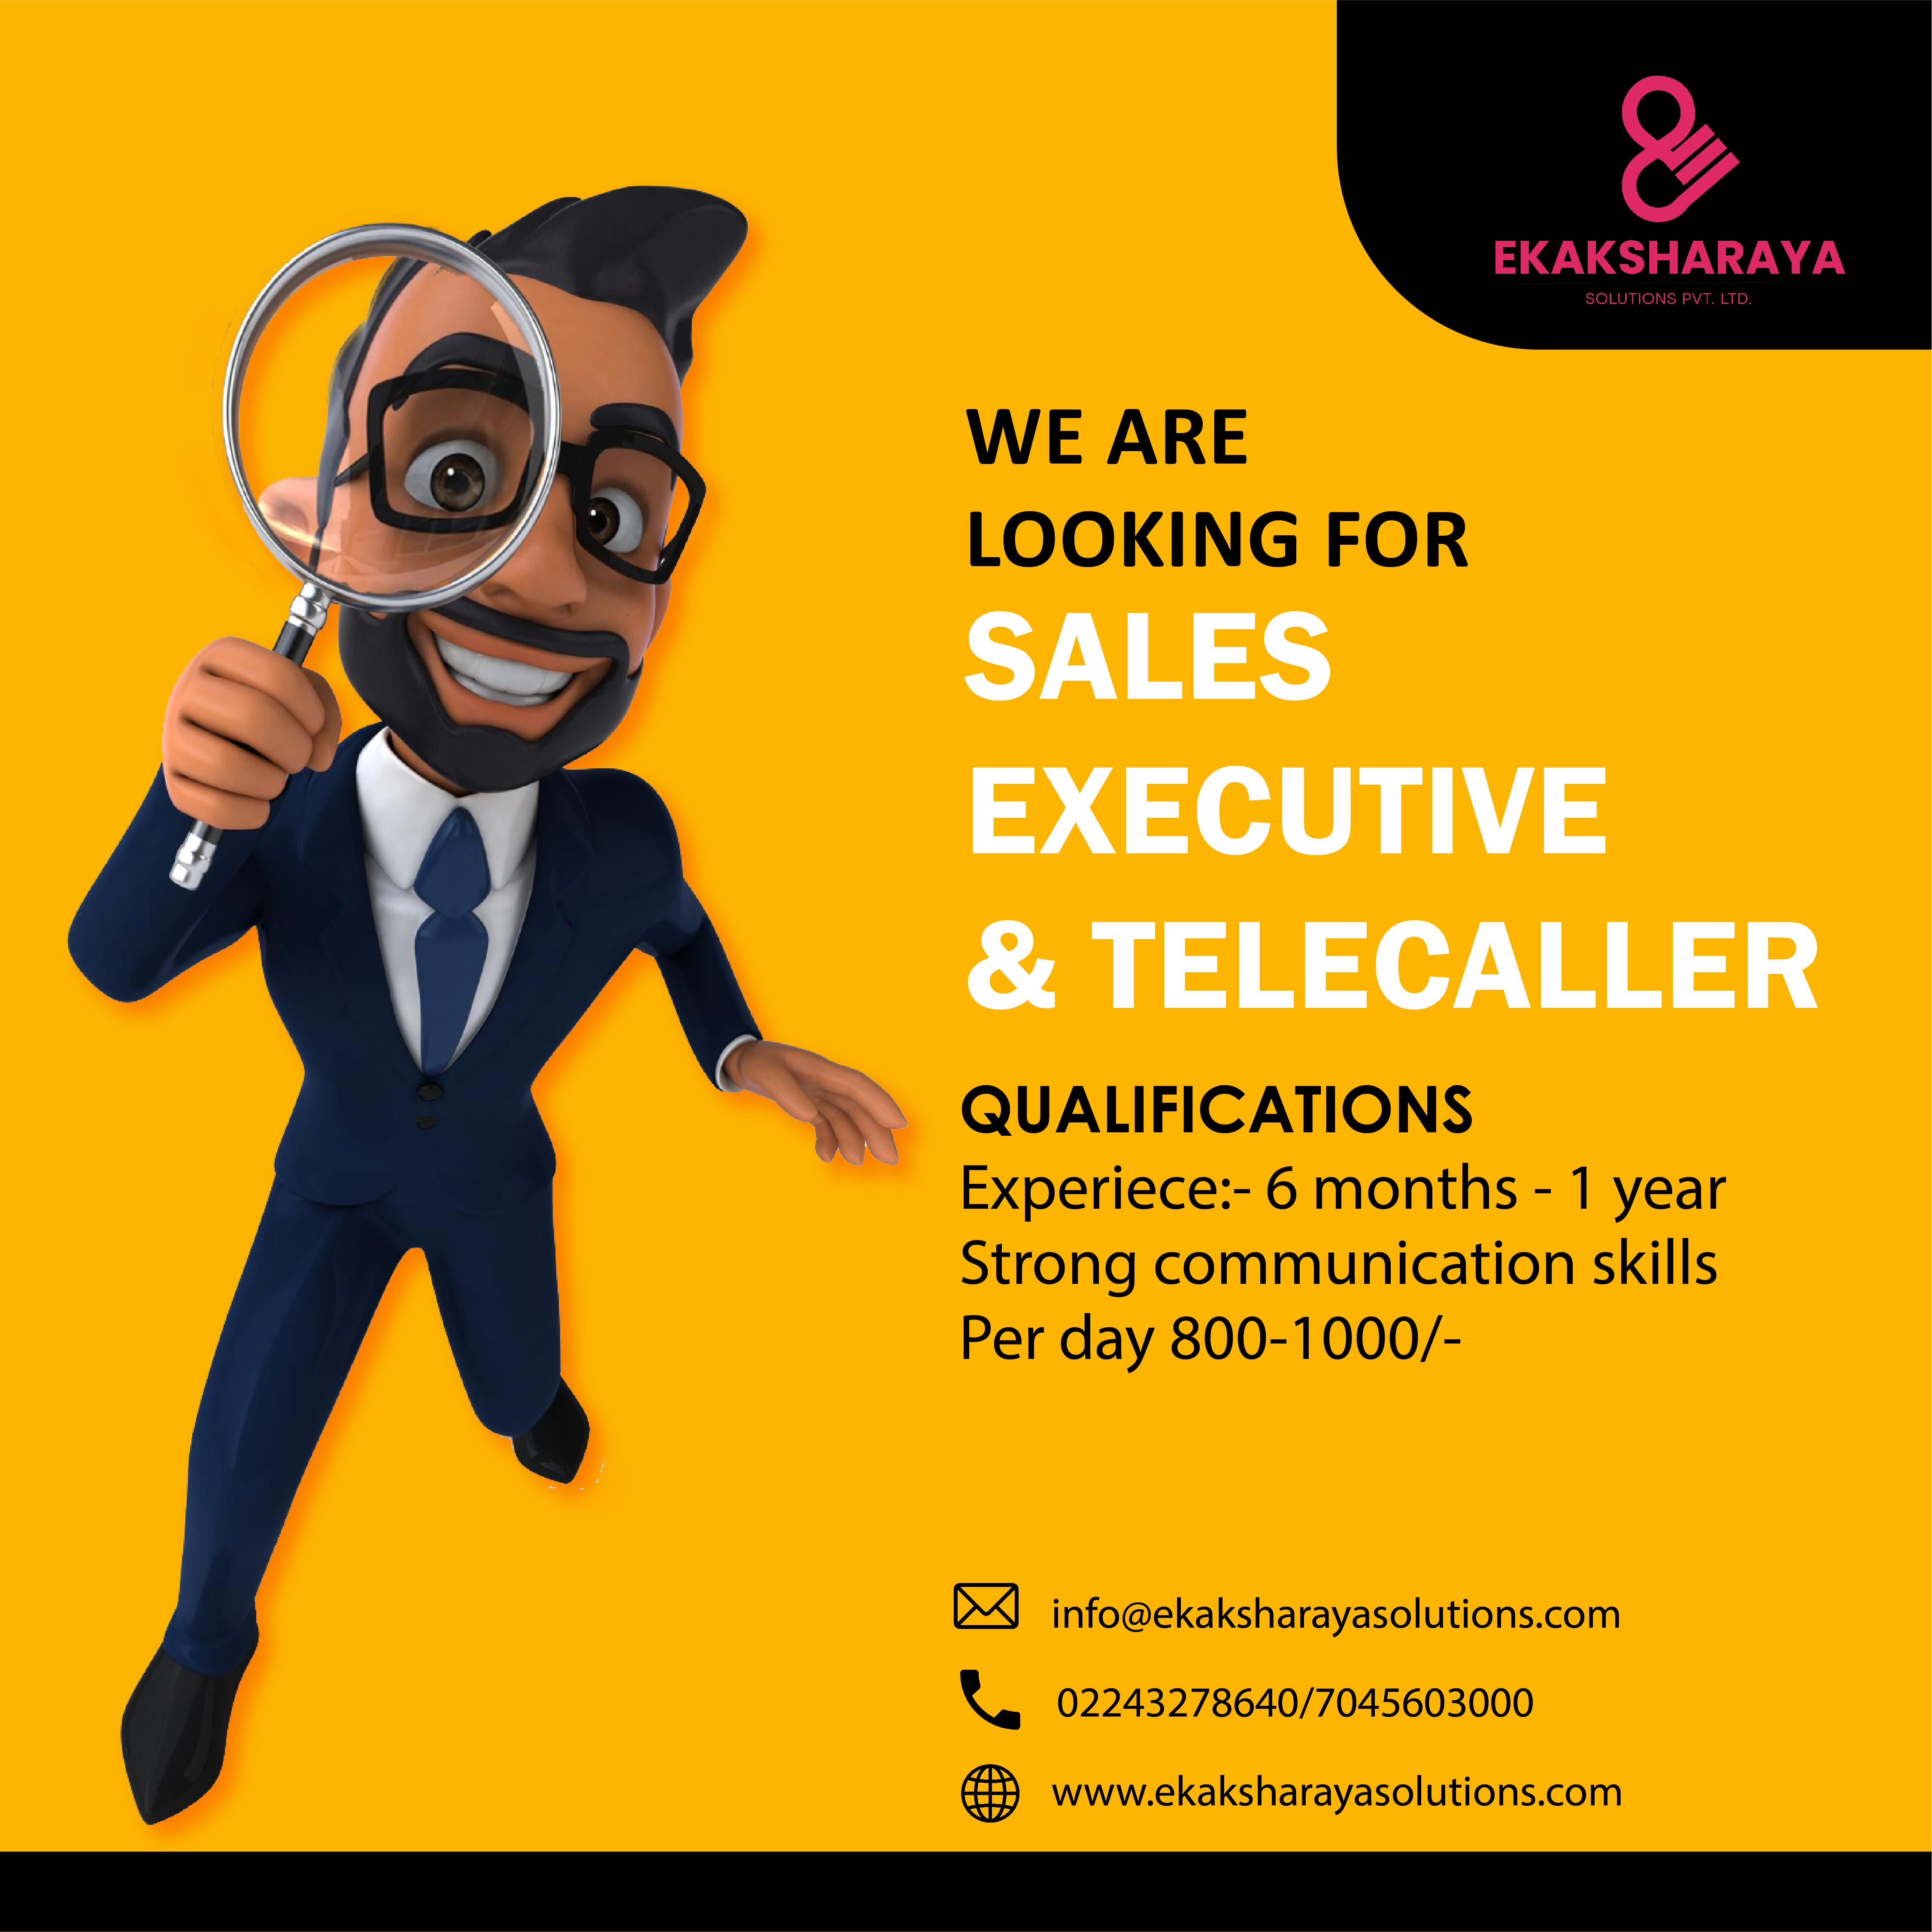 EKAKSHARAYA
SOLUTIONS PVT. LTD.
WE ARE
LOOKING FOR
SALES
EXECUTIVE
& TELECALLER
QUALIFICATIONS
Experiece:- 6 months - 1 year
Strong communication skills
Per day 800-1000/-
info@ekaksharayasolutions.com
02243278640/7045603000
www.ekaksharayasolutions.com